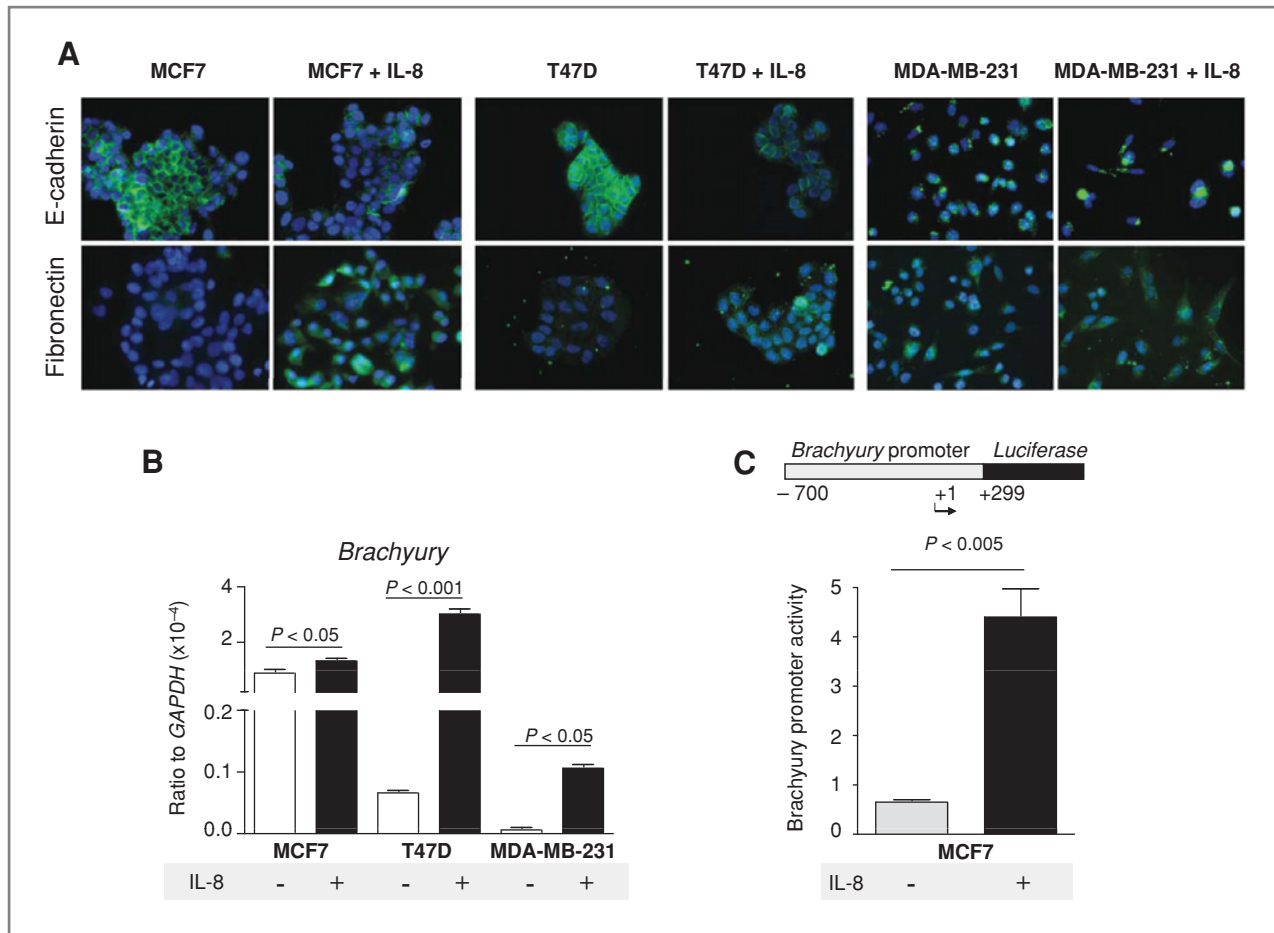 A
MCF7 MCF7 + IL-8 T47D T47D + IL-8 MDA-MB-231 MDA-MB-231 + IL-8
E-cadherin
Fibronectin
B
Brachyury
Ratio to GAPDH (x10⁻⁴)
4
2
0.2
0.1
0.0
P < 0.05
P < 0.001
P < 0.05
MCF7 T47D MDA-MB-231
IL-8 - + - + - +
C
Brachyury promoter Luciferase
– 700 +1 +299
P < 0.005
Brachyury promoter activity
5
4
3
2
1
0
MCF7
IL-8 - +